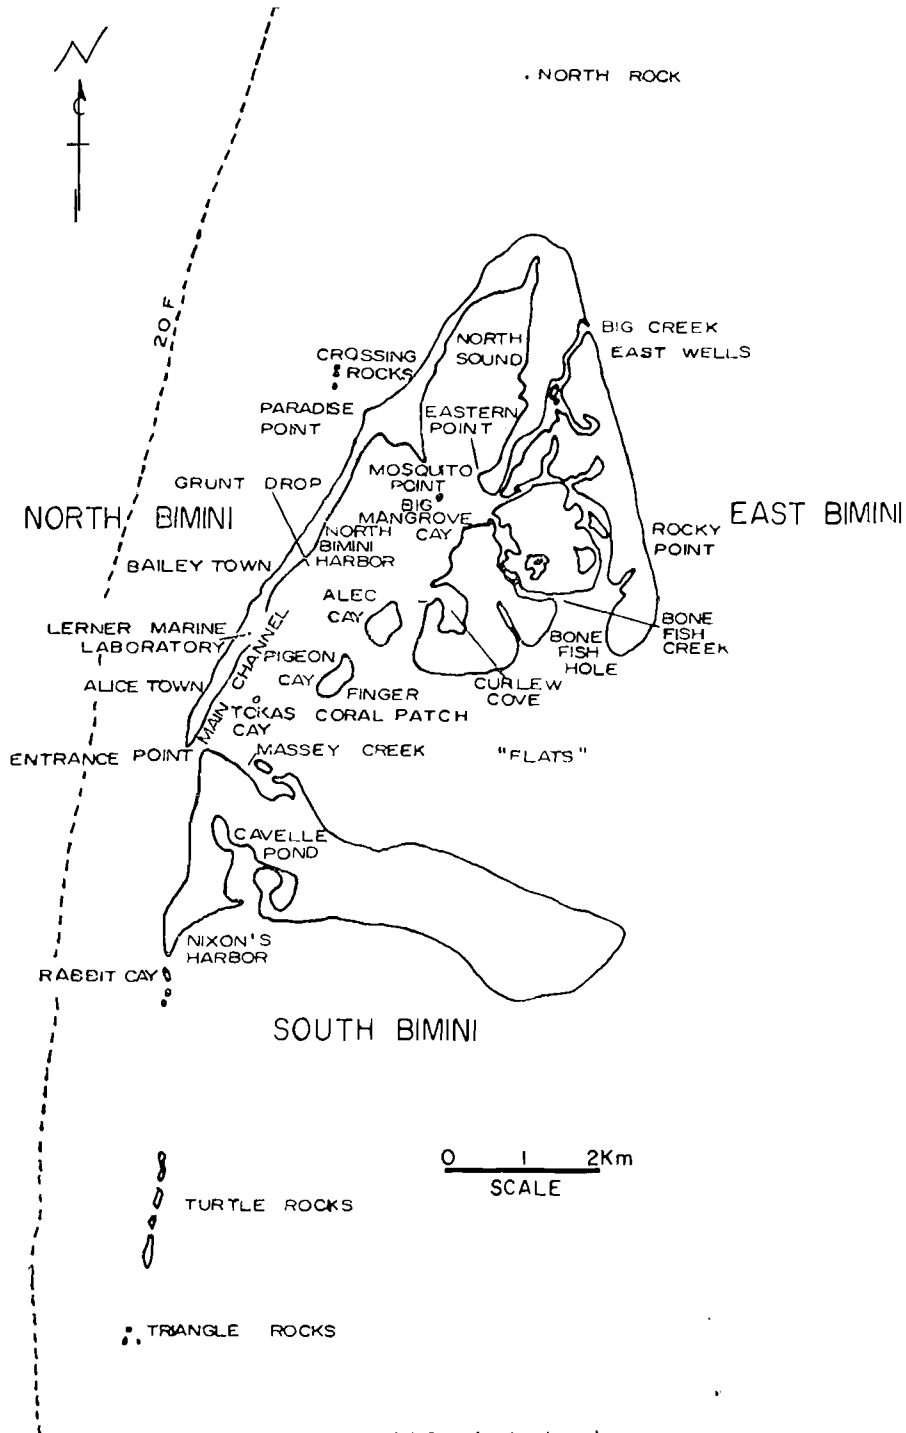 N
NORTH ROCK
20 F
NORTH
SOUND
BIG CREEK
EAST WELLS
CROSSING
ROCKS
PARADISE
POINT
EASTERN
POINT
MOSQUITO
POINT
GRUNT DROP
BIG
MANGROVE
CAY
NORTH BIMINI
EAST BIMINI
NORTH
BIMINI
HARBOR
ROCKY
POINT
BAILEY TOWN
ALEC
CAY
LERNER MARINE
LABORATORY
BONE
FISH
HOLE
BONE
FISH
CREEK
MAIN CHANNEL
PIGEON
CAY
ALICE TOWN
CURLEW
COVE
FINGER
CORAL PATCH
TOKAS
CAY
ENTRANCE POINT
MASSEY CREEK
"FLATS"
CAVELLE
POND
NIXON'S
HARBOR
RABBIT CAY
SOUTH BIMINI
0 1 2Km
SCALE
TURTLE ROCKS
TRIANGLE ROCKS